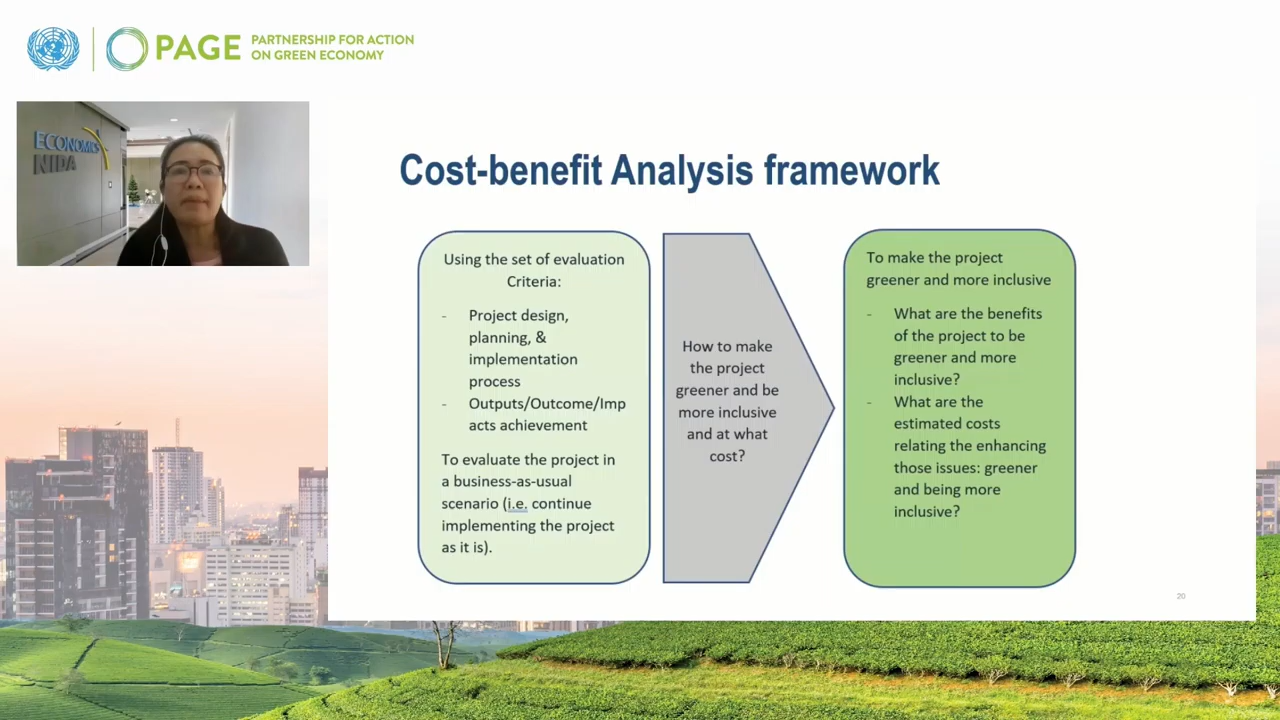 PAGE
PARTNERSHIP FOR ACTION
ON GREEN ECONOMY
ECONOMICS
NIDA
Cost-benefit Analysis framework
Using the set of evaluation
Criteria:
- Project design,
planning, &
implementation
process
- Outputs/Outcome/Imp
acts achievement
To evaluate the project in
a business-as-usual
scenario (i.e. continue
implementing the project
as it is).
How to make
the project
greener and be
more inclusive
and at what
cost?
To make the project
greener and more inclusive
- What are the benefits
of the project to be
greener and more
inclusive?
- What are the
estimated costs
relating the enhancing
those issues: greener
and being more
inclusive?
20